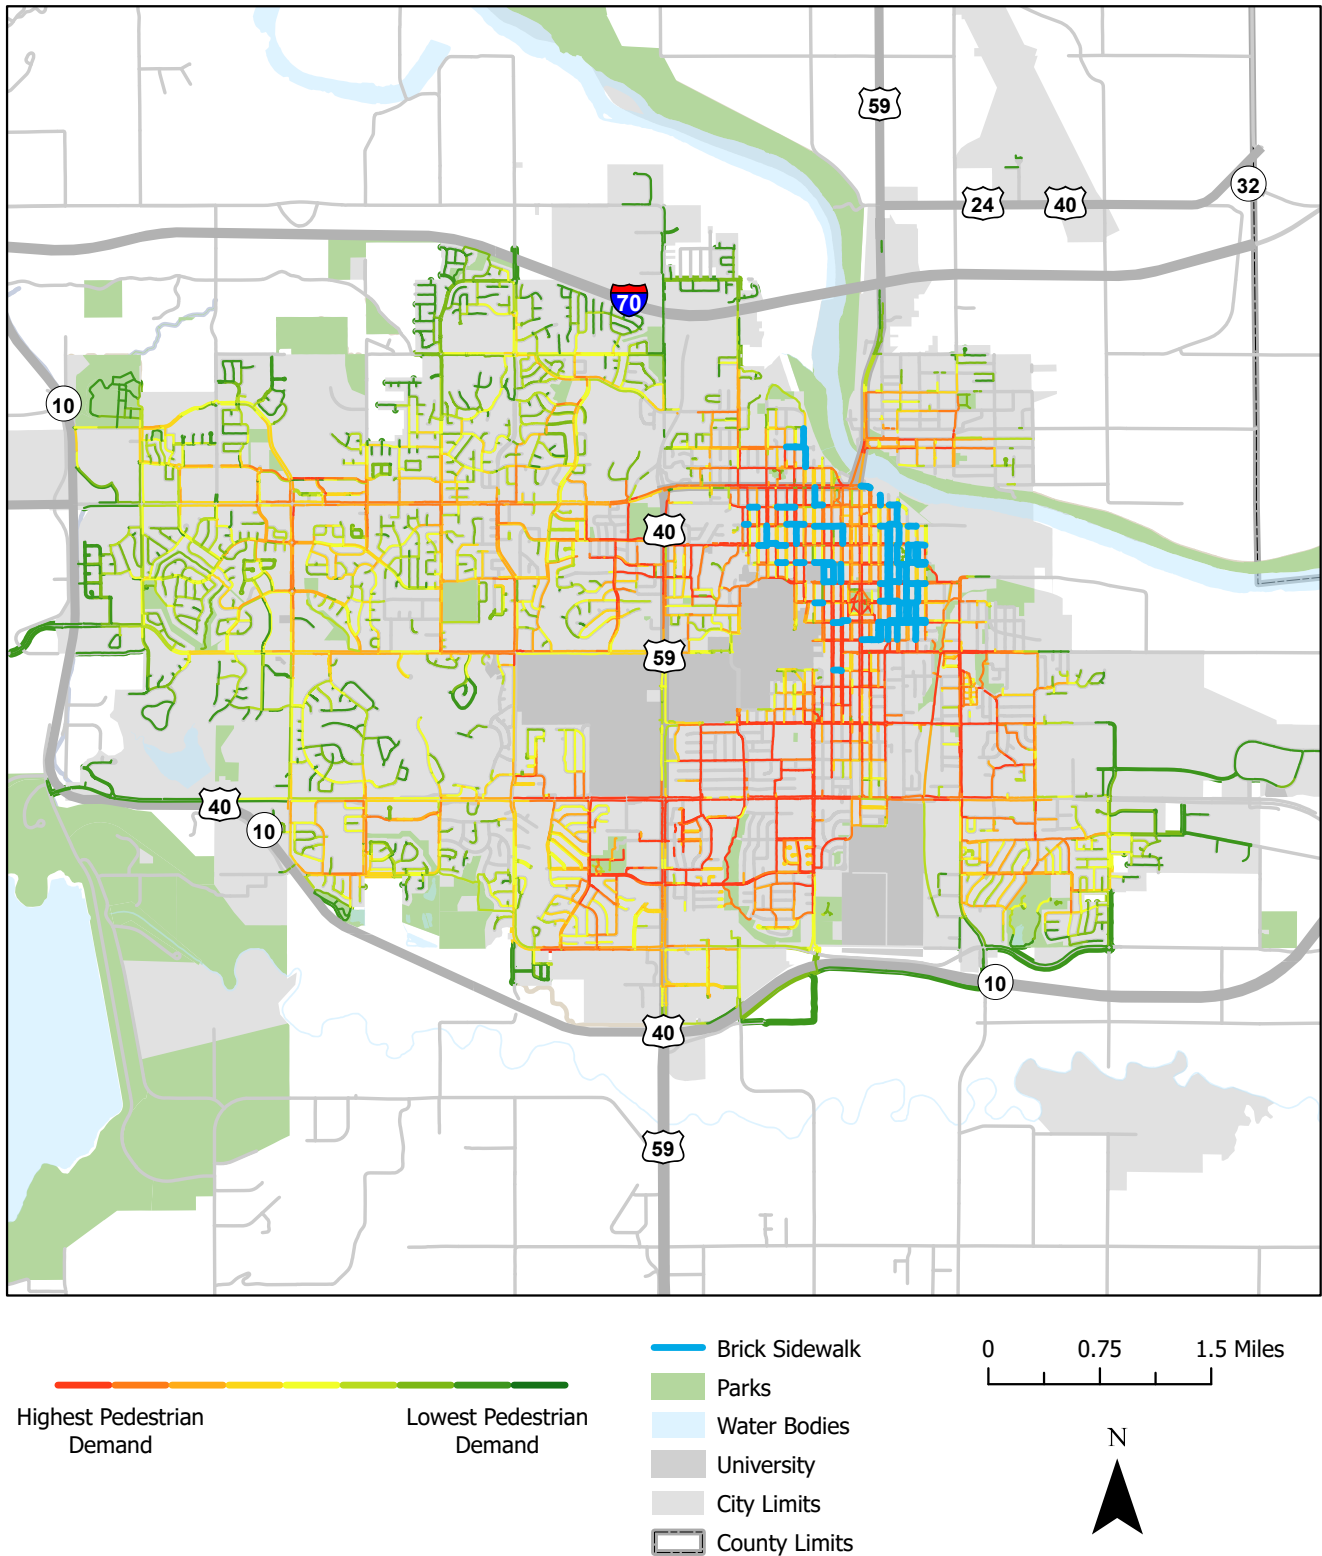 59
32
24
40
70
10
40
59
40
10
10
40
59
Brick Sidewalk
0
0.75
1.5 Miles
Parks
Highest Pedestrian
Demand
Lowest Pedestrian
Demand
Water Bodies
N
University
City Limits
County Limits